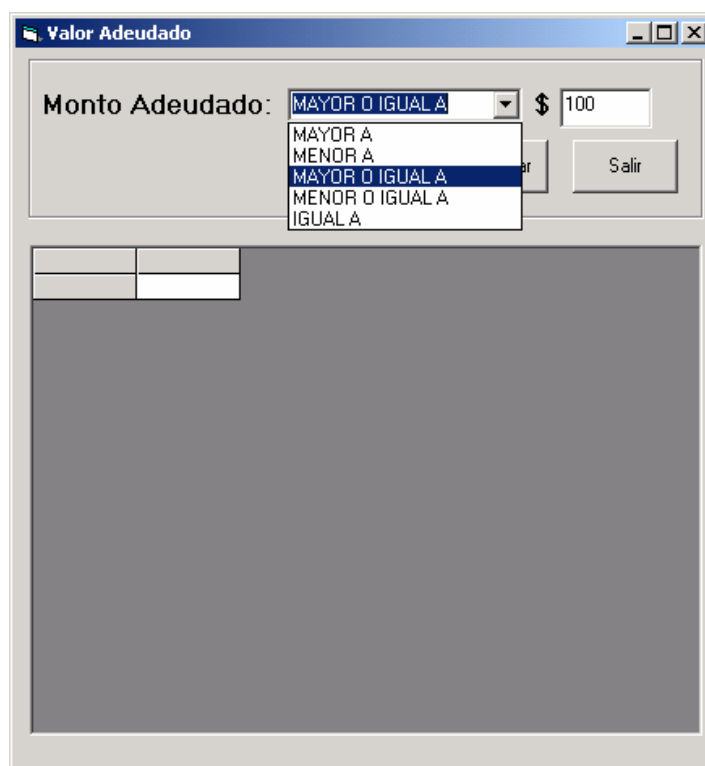 Valor Adeudado
Monto Adeudado: MAYOR O IGUAL A $ 100
MAYOR A
MENOR A
MAYOR O IGUAL A
MENOR O IGUAL A
IGUAL A
Salir